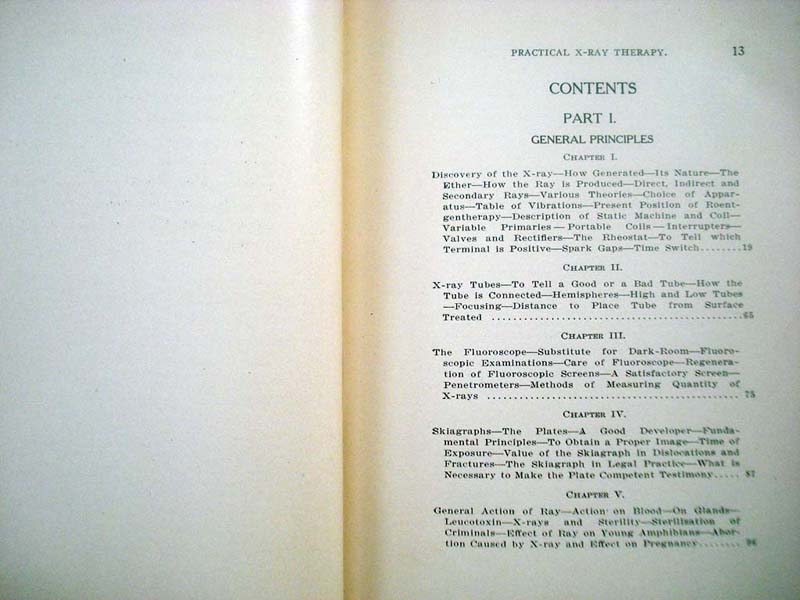 PRACTICAL X-RAY THERAPY. 13
CONTENTS
PART I.
GENERAL PRINCIPLES
CHAPTER I.
Discovery of the X-ray—How Generated—Its Nature—The
Ether—How the Ray is Produced—Direct, Indirect and
Secondary Rays—Various Theories—Choice of Appar-
atus—Table of Vibrations—Present Position of Roent-
gentherapy—Description of Static Machine and Coil—
Variable Primaries—Portable Coils—Interrupters—
Valves and Rectifiers—The Rheostat—To Tell which
Terminal is Positive—Spark Gaps—Time Switch........19
CHAPTER II.
X-ray Tubes—To Tell a Good or a Bad Tube—How the
Tube is Connected—Hemispheres—High and Low Tubes
—Focusing—Distance to Place Tube from Surface
Treated ................................................65
CHAPTER III.
The Fluoroscope—Substitute for Dark-Room—Fluoro-
scopic Examinations—Care of Fluoroscope—Regenera-
tion of Fluoroscopic Screens—A Satisfactory Screen—
Penetrometers—Methods of Measuring Quantity of
X-rays ................................................ 75
CHAPTER IV.
Skiagraphs—The Plates—A Good Developer—Funda-
mental Principles—To Obtain a Proper Image—Time of
Exposure—Value of the Skiagraph in Dislocations and
Fractures—The Skiagraph in Legal Practice—What is
Necessary to Make the Plate Competent Testimony..... 87
CHAPTER V.
General Action of Ray—Action on Blood—On Glands—
Leucotoxin—X-rays and Sterility—Sterilisation of
Criminals—Effect of Ray on Young Amphibians—Abor-
tion Caused by X-ray and Effect on Pregnancy........ 96